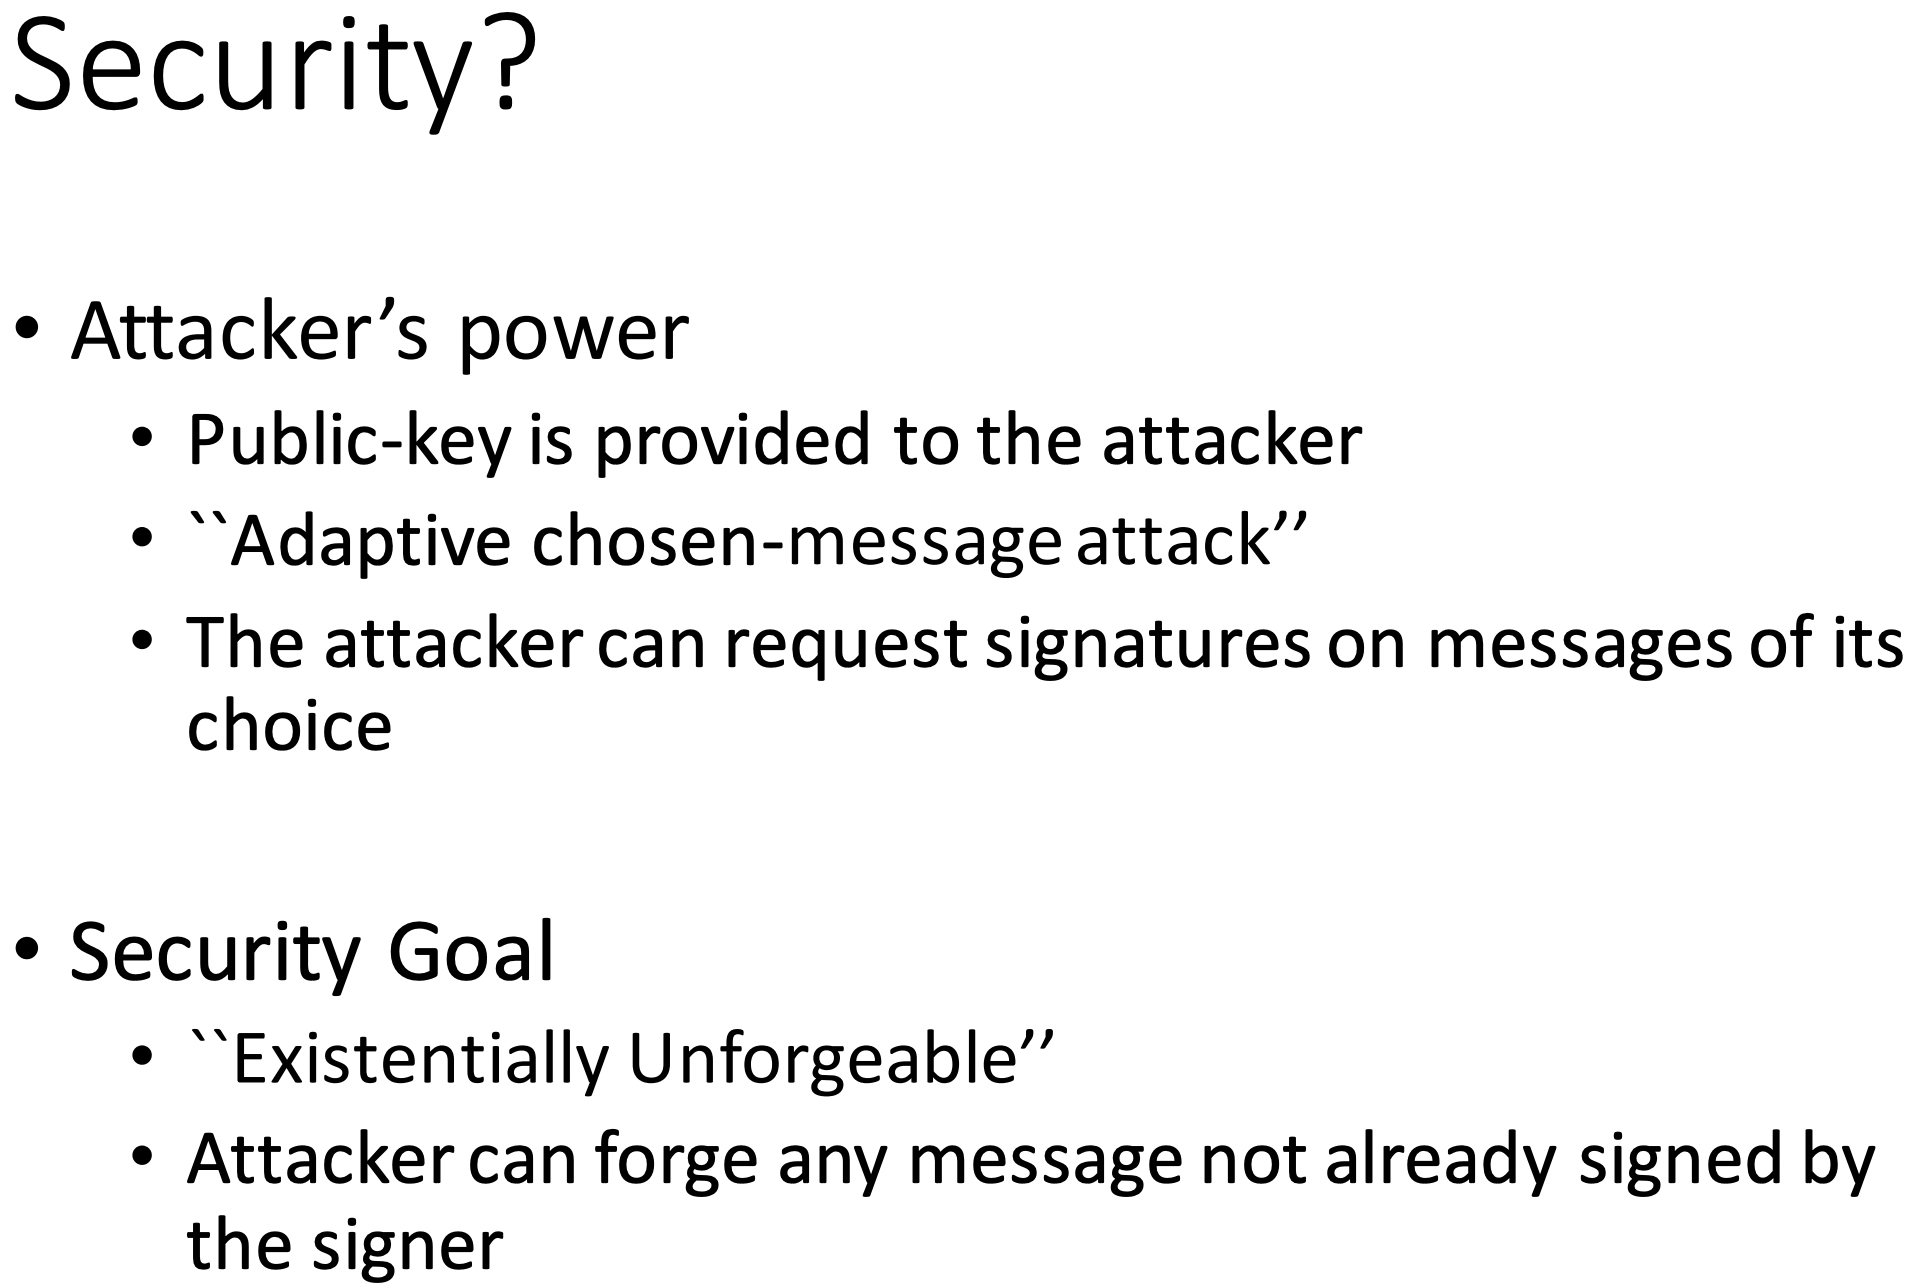 Security?
• Attacker’s power
• Public-key is provided to the attacker
• ``Adaptive chosen-message attack’’
• The attacker can request signatures on messages of its
choice
• Security Goal
• ``Existentially Unforgeable’’
• Attacker can forge any message not already signed by
the signer